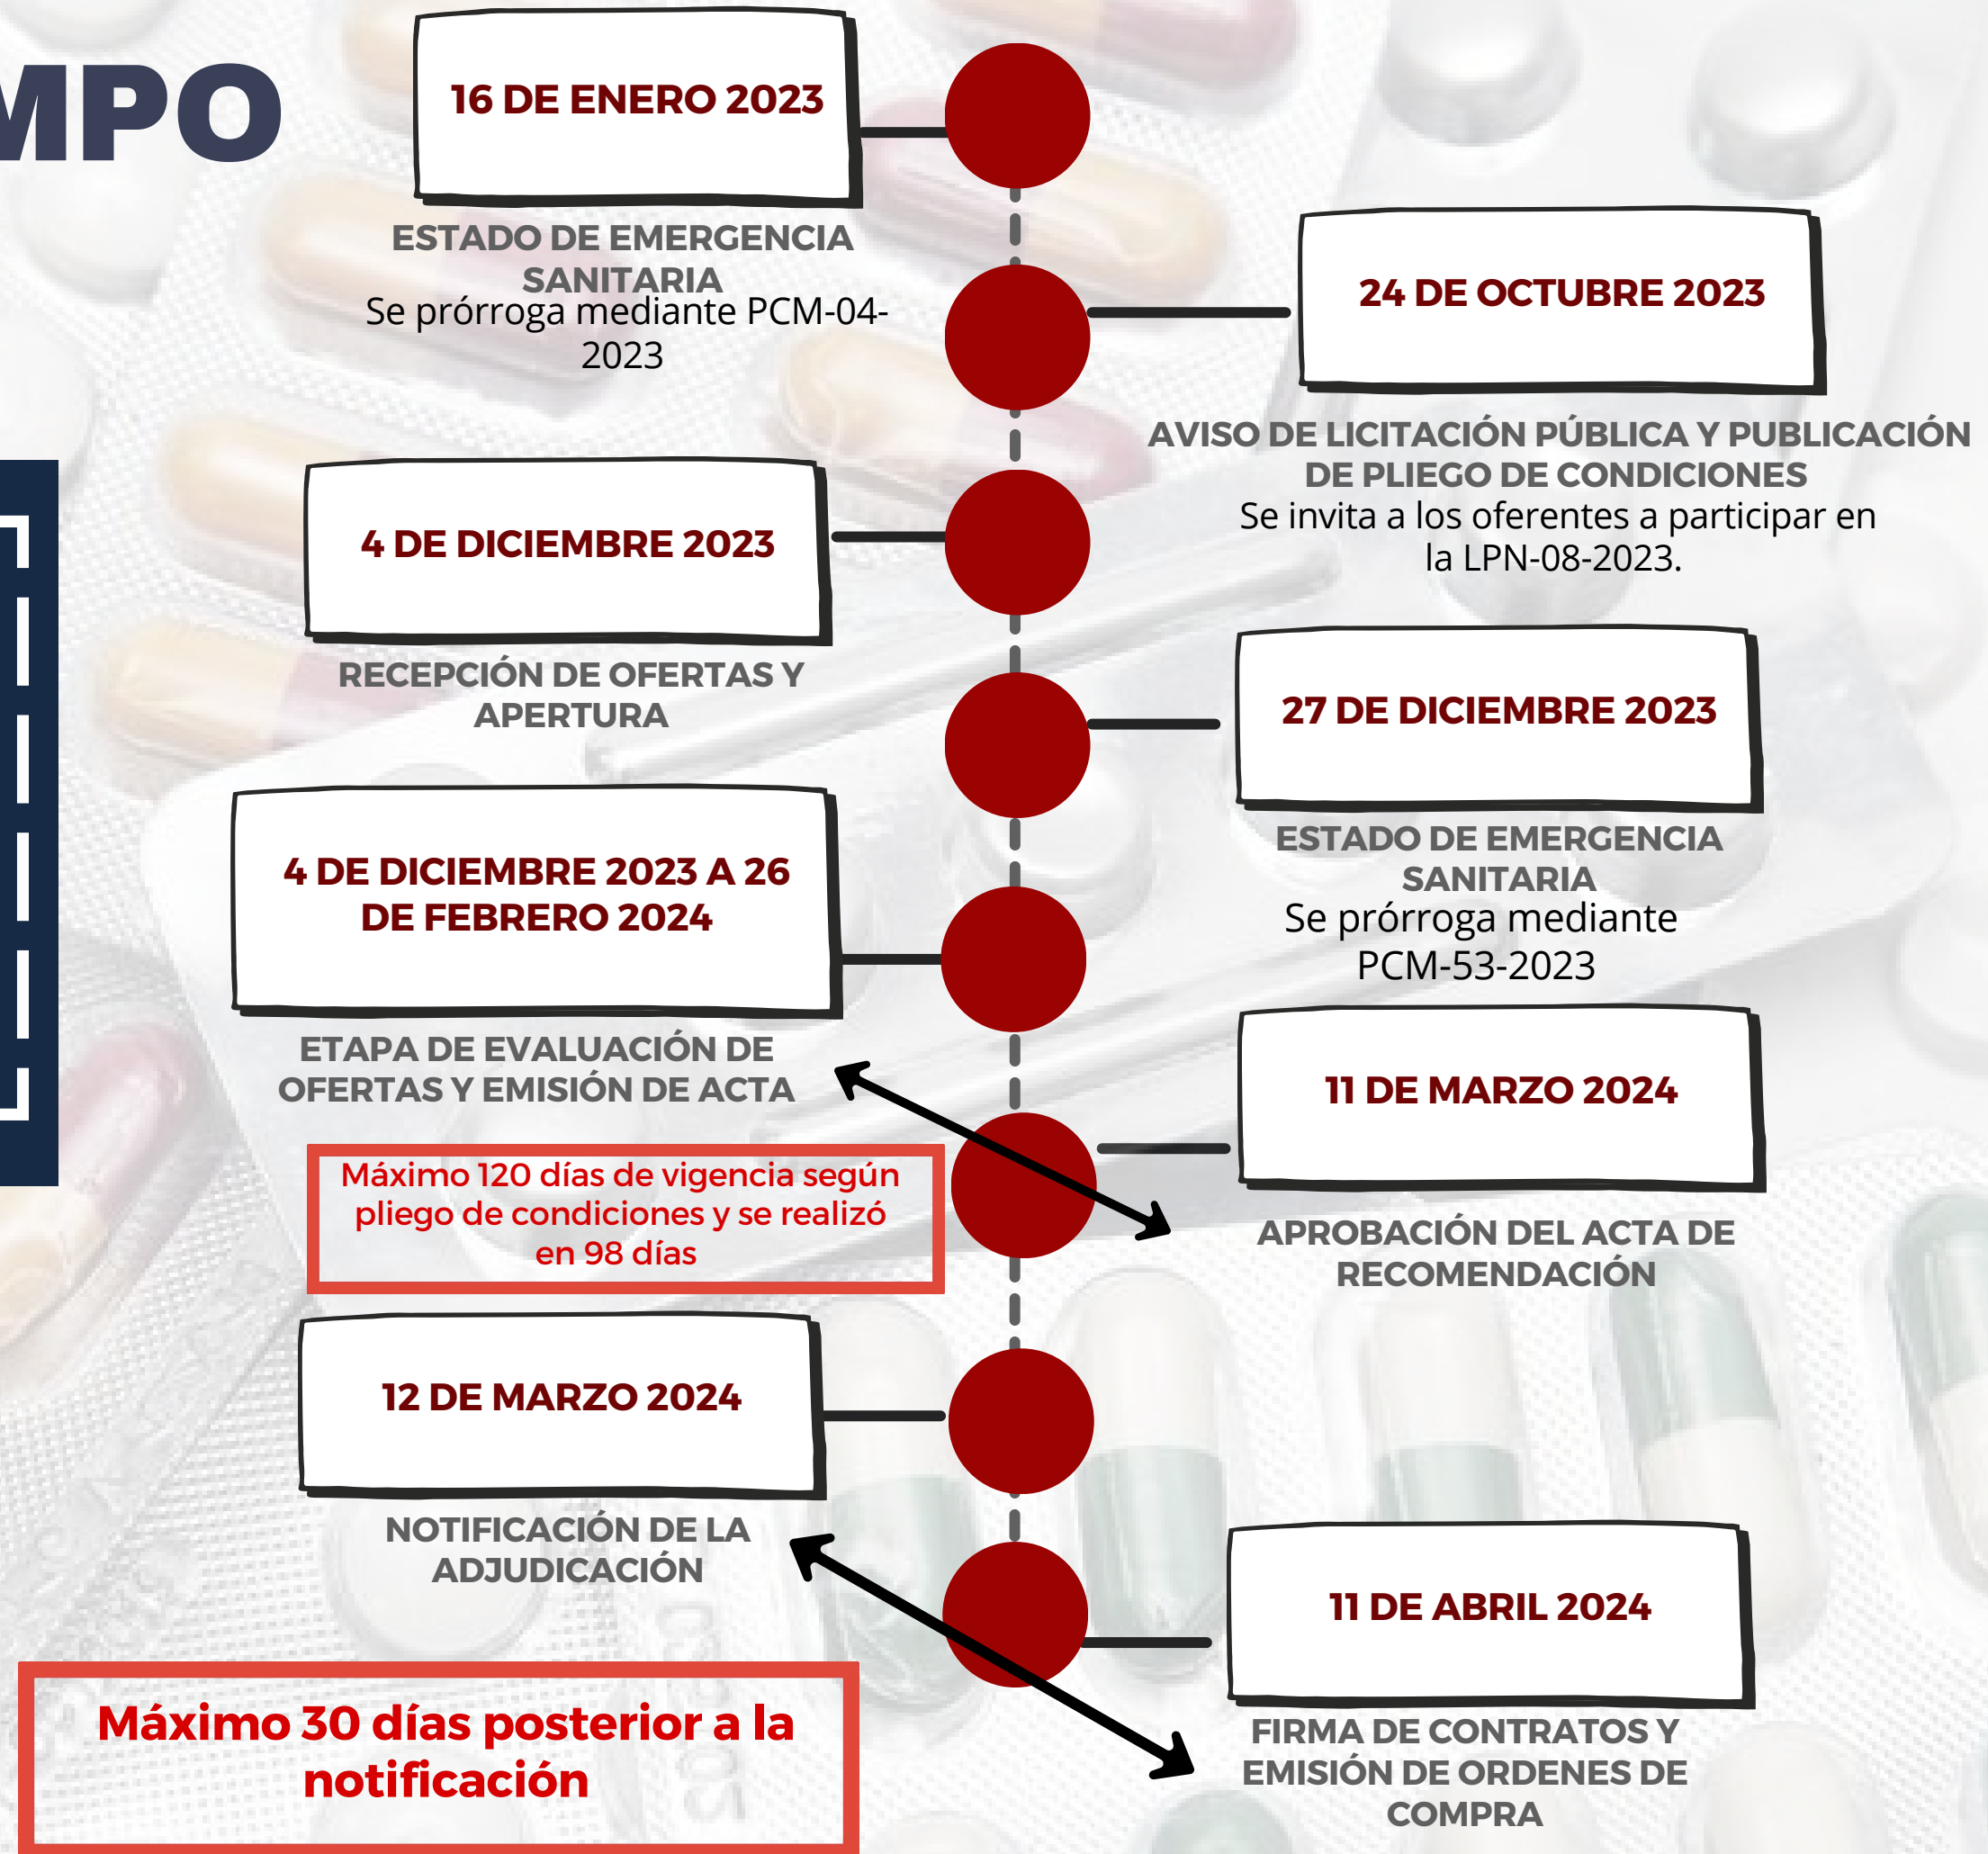 MPO
16 DE ENERO 2023
ESTADO DE EMERGENCIA
SANITARIA
Se prórroga mediante PCM-04-
2023
24 DE OCTUBRE 2023
AVISO DE LICITACIÓN PÚBLICA Y PUBLICACIÓN
DE PLIEGO DE CONDICIONES
Se invita a los oferentes a participar en
la LPN-08-2023.
4 DE DICIEMBRE 2023
RECEPCIÓN DE OFERTAS Y
APERTURA
27 DE DICIEMBRE 2023
ESTADO DE EMERGENCIA
SANITARIA
Se prórroga mediante
PCM-53-2023
4 DE DICIEMBRE 2023 A 26
DE FEBRERO 2024
ETAPA DE EVALUACIÓN DE
OFERTAS Y EMISIÓN DE ACTA
Máximo 120 días de vigencia según
pliego de condiciones y se realizó
en 98 días
11 DE MARZO 2024
APROBACIÓN DEL ACTA DE
RECOMENDACIÓN
12 DE MARZO 2024
NOTIFICACIÓN DE LA
ADJUDICACIÓN
Máximo 30 días posterior a la
notificación
11 DE ABRIL 2024
FIRMA DE CONTRATOS Y
EMISIÓN DE ORDENES DE
COMPRA